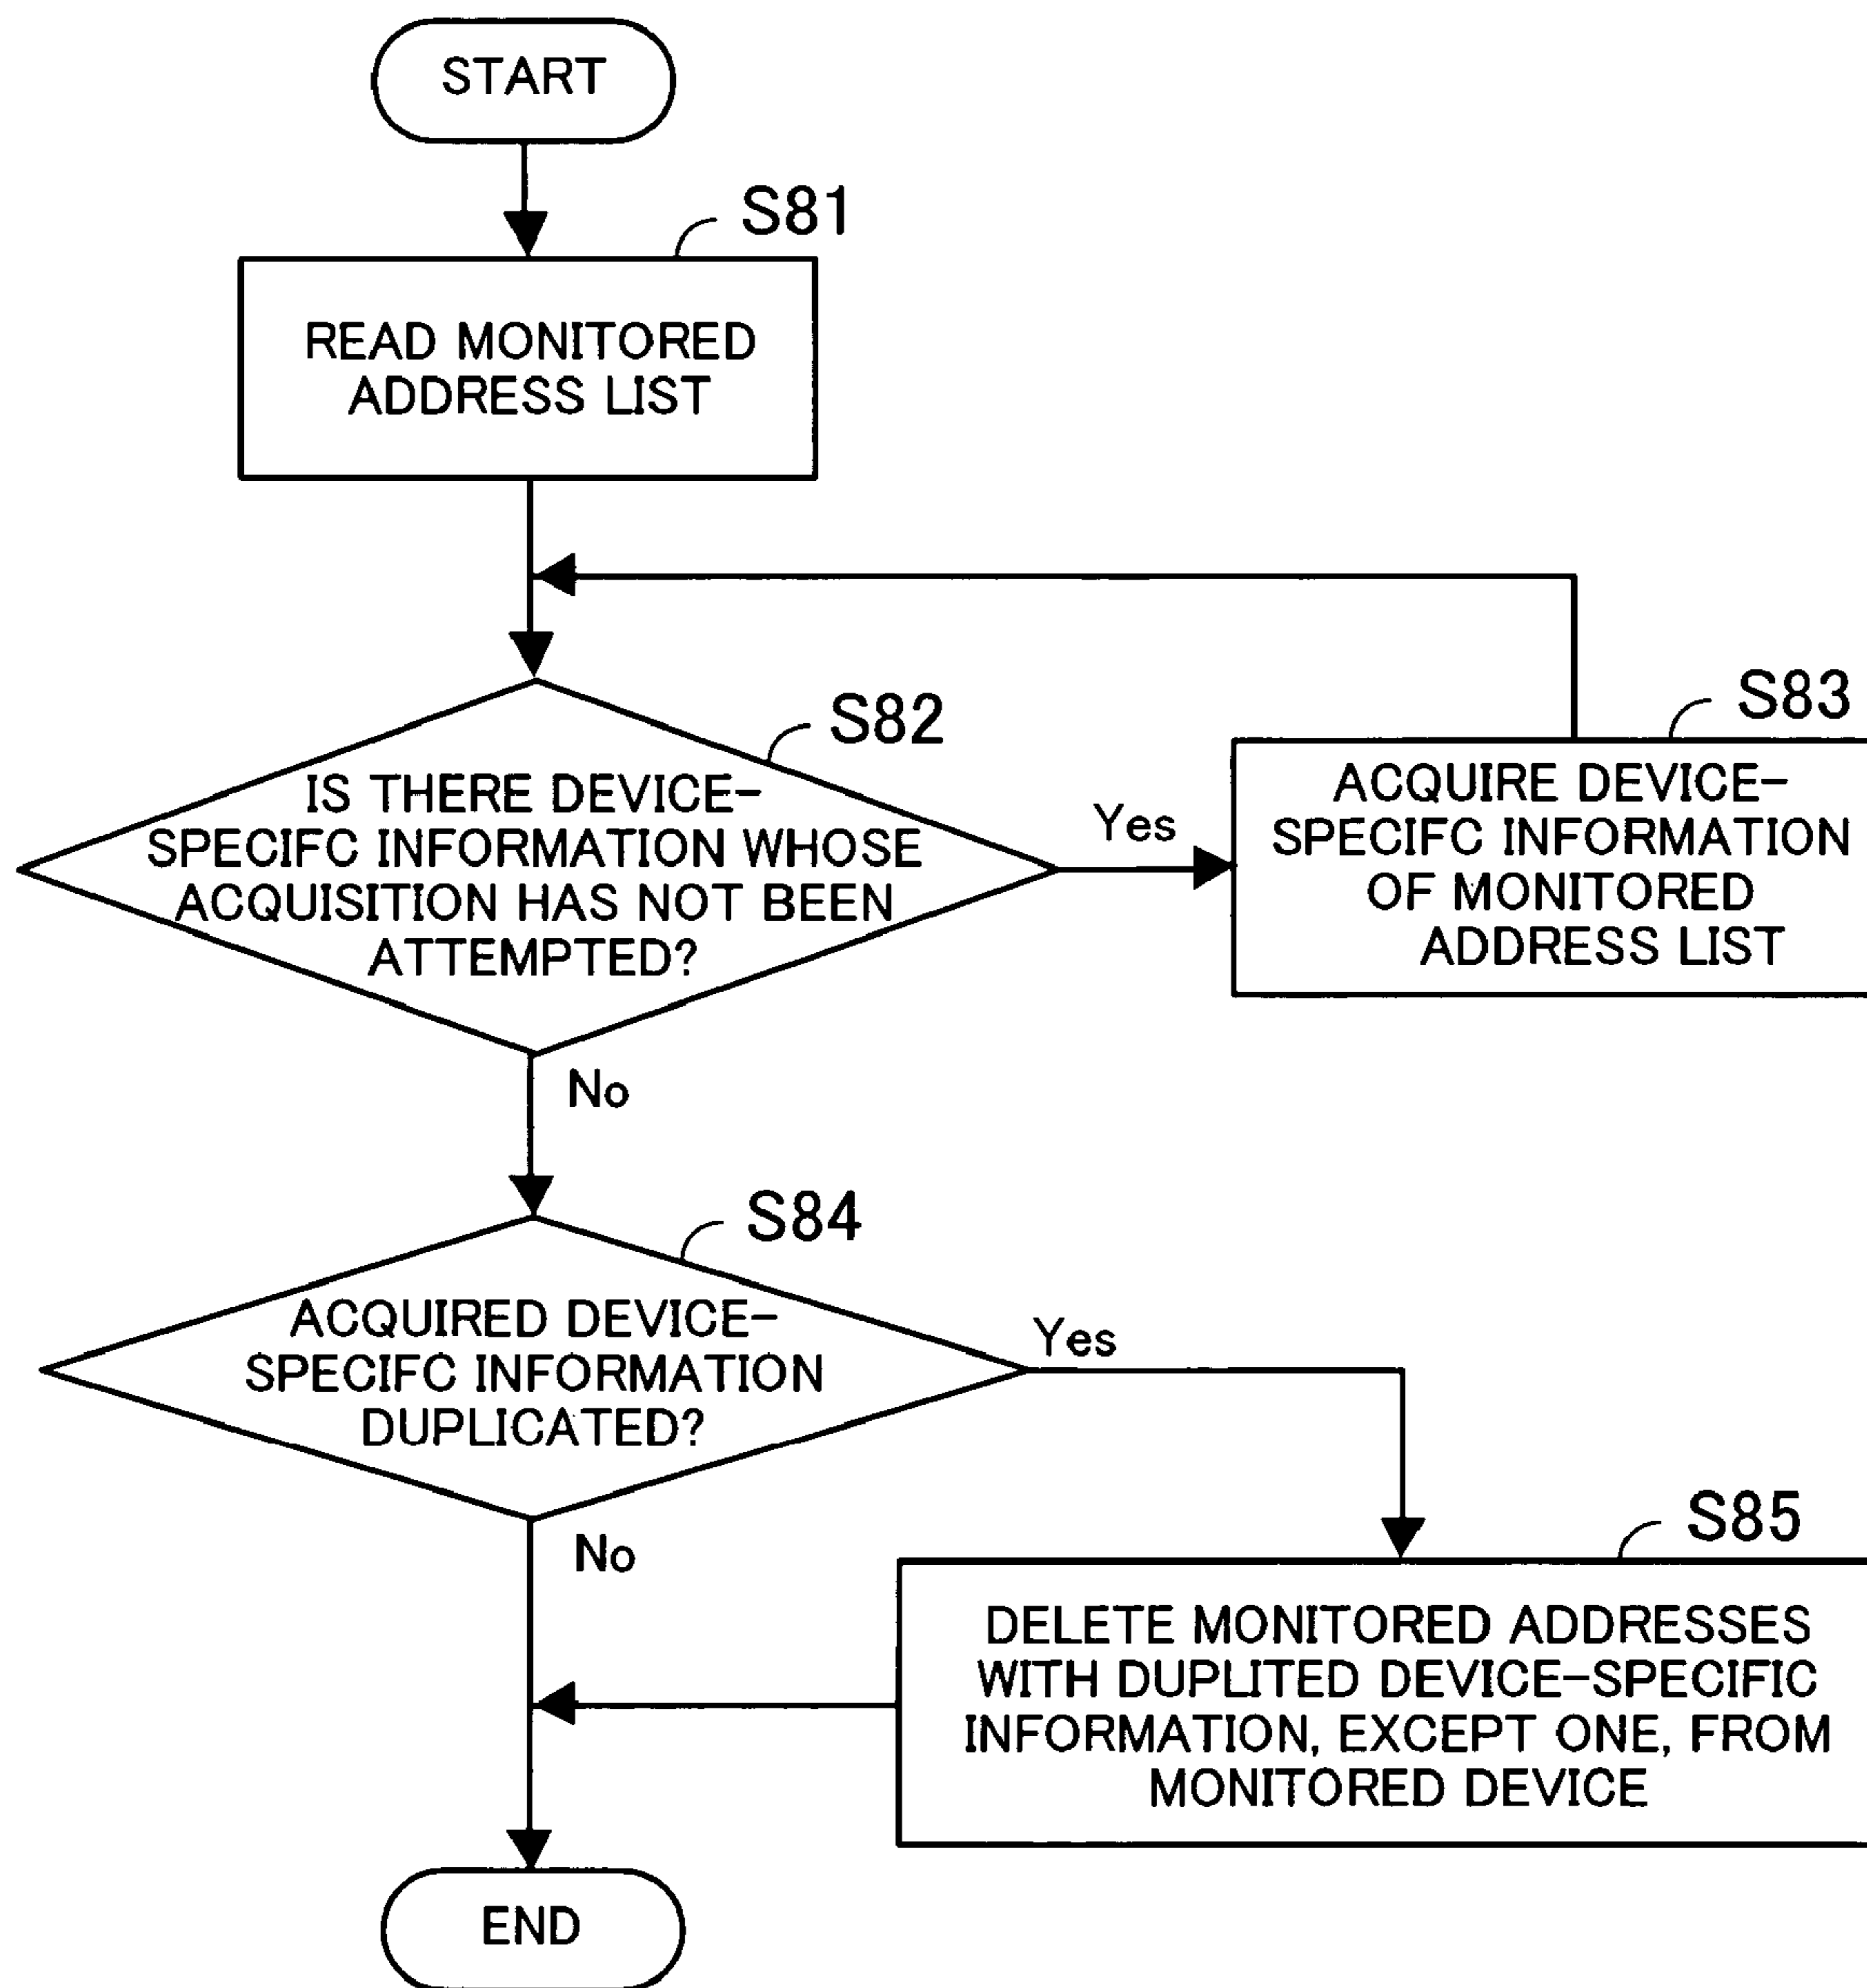 START
S81
READ MONITORED
ADDRESS LIST
S82
IS THERE DEVICE-
SPECIFC INFORMATION WHOSE
ACQUISITION HAS NOT BEEN
ATTEMPTED?
Yes
S83
ACQUIRE DEVICE-
SPECIFC INFORMATION
OF MONITORED
ADDRESS LIST
No
S84
ACQUIRED DEVICE-
SPECIFC INFORMATION
DUPLICATED?
Yes
No
S85
DELETE MONITORED ADDRESSES
WITH DUPLITED DEVICE-SPECIFIC
INFORMATION, EXCEPT ONE, FROM
MONITORED DEVICE
END